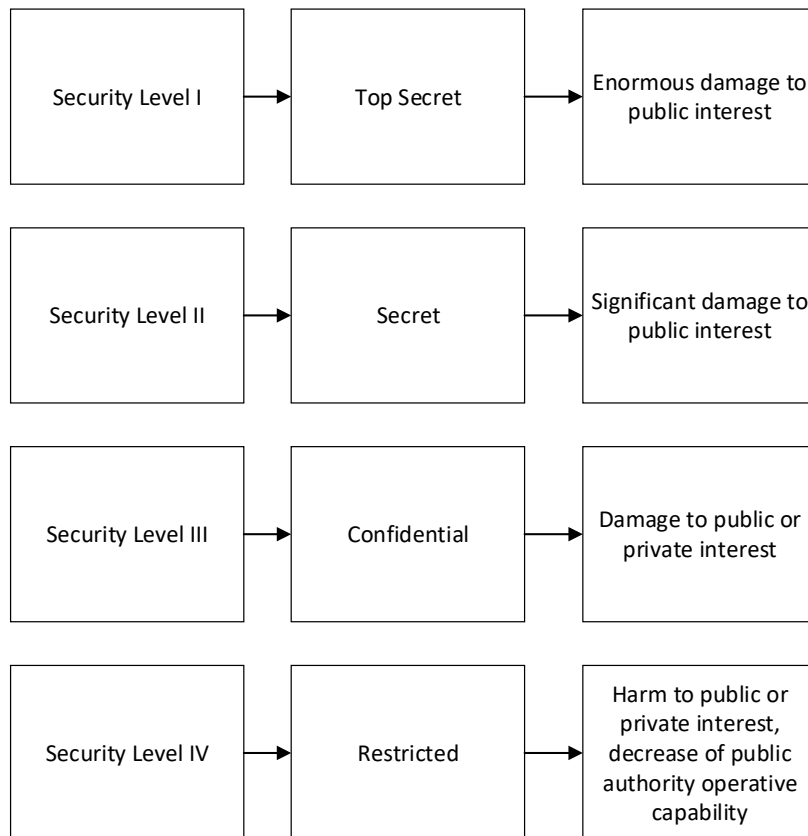 Security Level I
Top Secret
Enormous damage to
public interest
Security Level II
Secret
Significant damage to
public interest
Security Level III
Confidential
Damage to public or
private interest
Security Level IV
Restricted
Harm to public or
private interest,
decrease of public
authority operative
capability